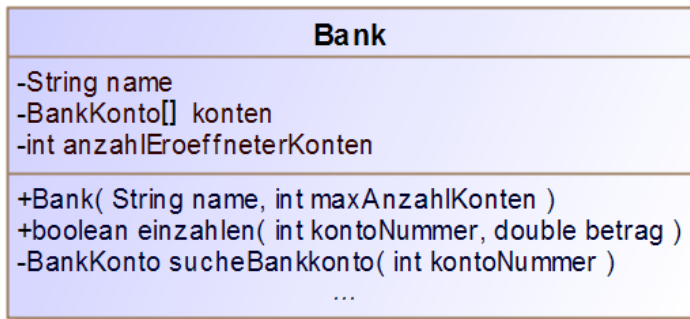 Bank
-String name
-BankKonto[] konten
-int anzahlEroeffneterKonten
+Bank( String name, int maxAnzahlKonten )
+boolean einzahlen( int kontoNummer, double betrag )
-BankKonto sucheBankkonto( int kontoNummer )
...